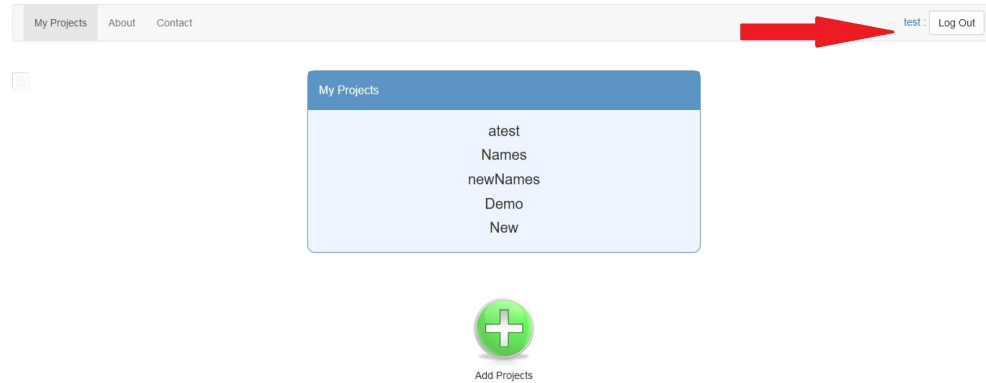 My Projects About Contact test : Log Out
My Projects
atest
Names
newNames
Demo
New
Add Projects